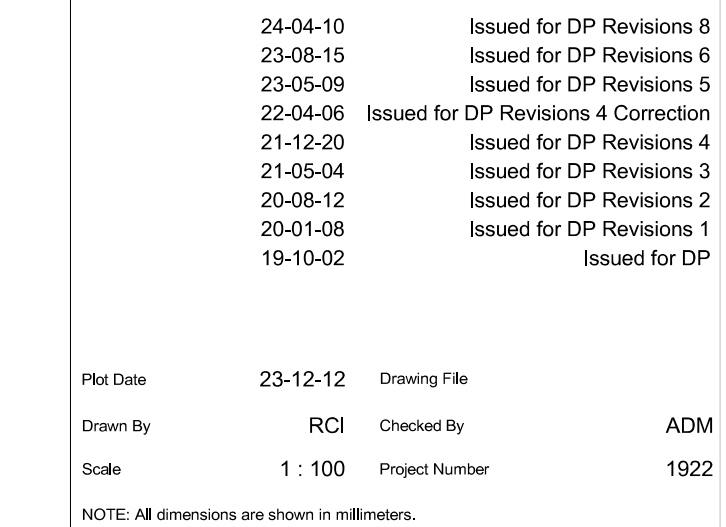 24-04-10 Issued for DP Revisions 8
23-08-15 Issued for DP Revisions 6
23-05-09 Issued for DP Revisions 5
22-04-06 Issued for DP Revisions 4 Correction
21-12-20 Issued for DP Revisions 4
21-05-04 Issued for DP Revisions 3
20-08-12 Issued for DP Revisions 2
20-01-08 Issued for DP Revisions 1
19-10-02 Issued for DP
Plot Date 23-12-12 Drawing File
Drawn By RCI Checked By ADM
Scale 1 : 100 Project Number 1922
NOTE: All dimensions are shown in millimeters.